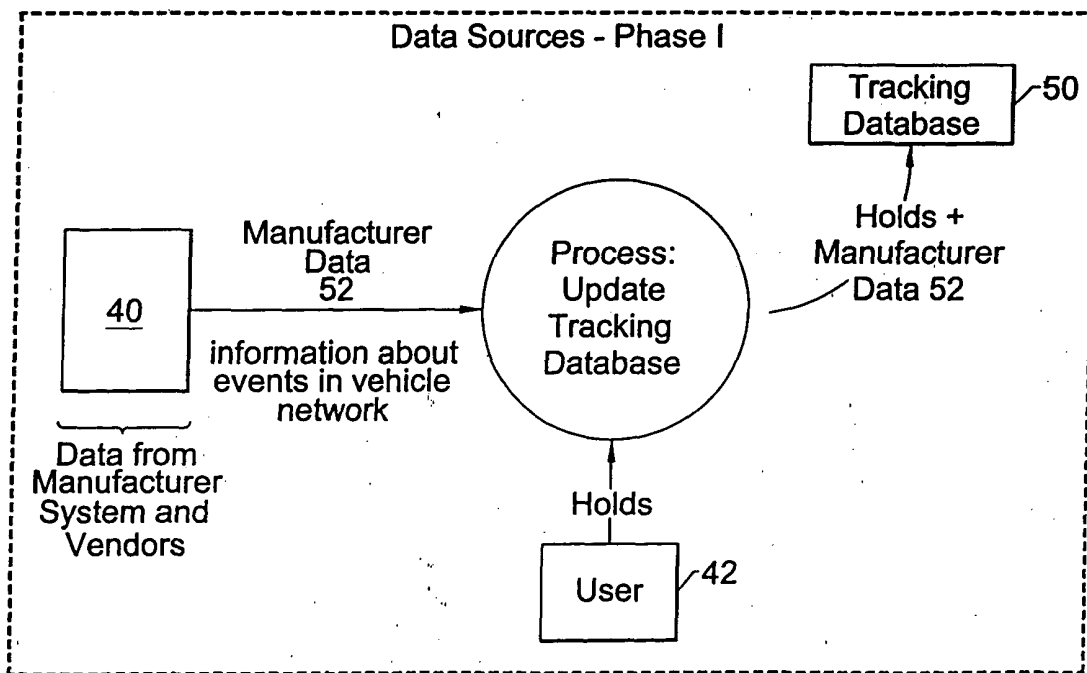 Data Sources - Phase I
Tracking
Database
50
Holds +
Manufacturer
Data 52
Manufacturer
Data
52
40
information about
events in vehicle
network
Process:
Update
Tracking
Database
Data from
Manufacturer
System and
Vendors
Holds
User
42